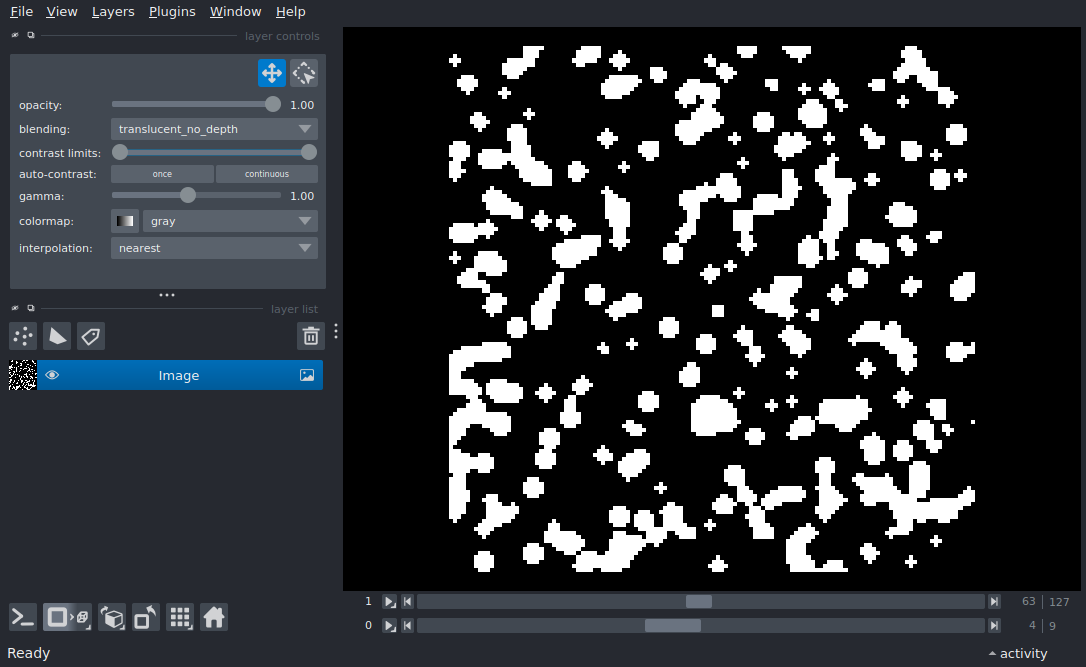 File View Layers Plugins Window Help
layer controls
opacity: 1.00
blending: translucent_no_depth
contrast limits:
auto-contrast: once continuous
gamma: 1.00
colormap: gray
interpolation: nearest
layer list
Image
1 63 127
0 4 9
Ready activity